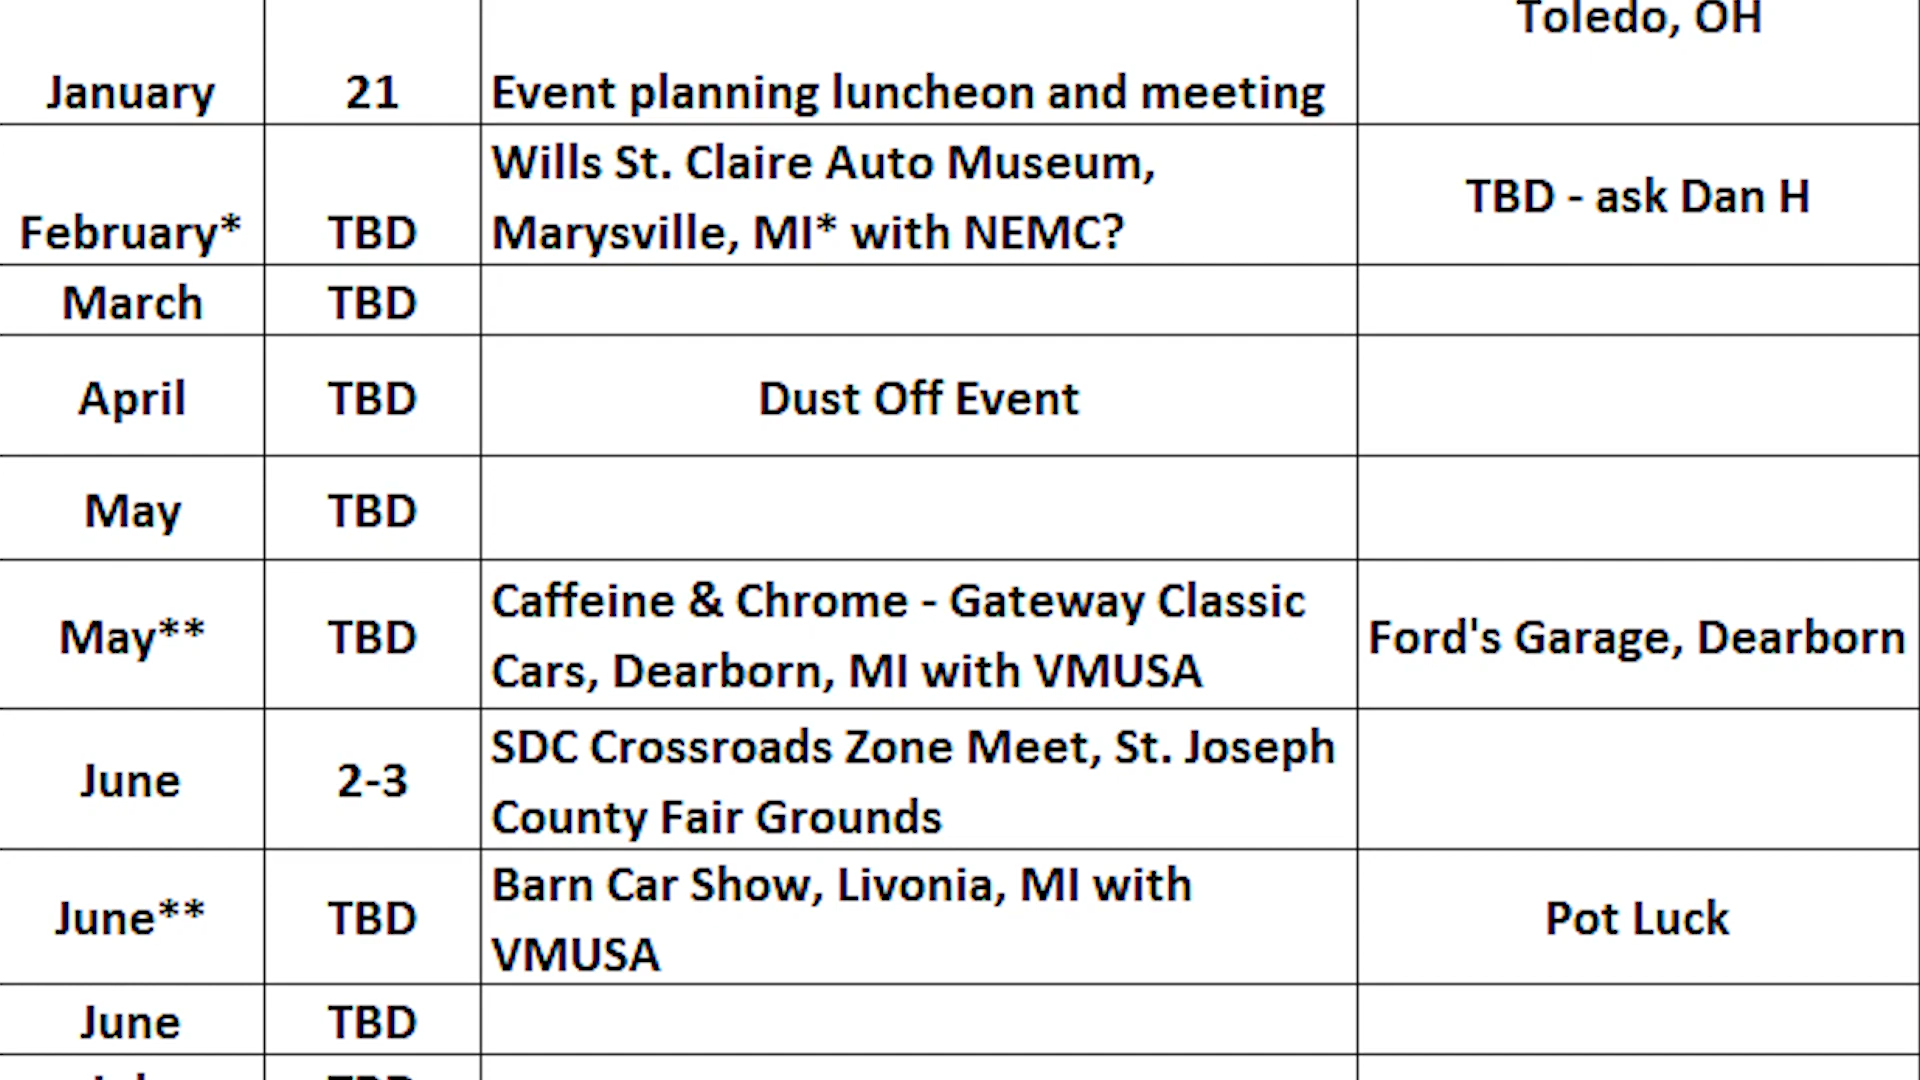 Toledo, OH
January 21 Event planning luncheon and meeting
Wills St. Claire Auto Museum,
February* TBD Marysville, MI* with NEMC? TBD - ask Dan H
March TBD
April TBD Dust Off Event
May TBD
May** TBD Caffeine & Chrome - Gateway Classic
Cars, Dearborn, MI with VMUSA Ford's Garage, Dearborn
June 2-3 SDC Crossroads Zone Meet, St. Joseph
County Fair Grounds
June** TBD Barn Car Show, Livonia, MI with
VMUSA Pot Luck
June TBD